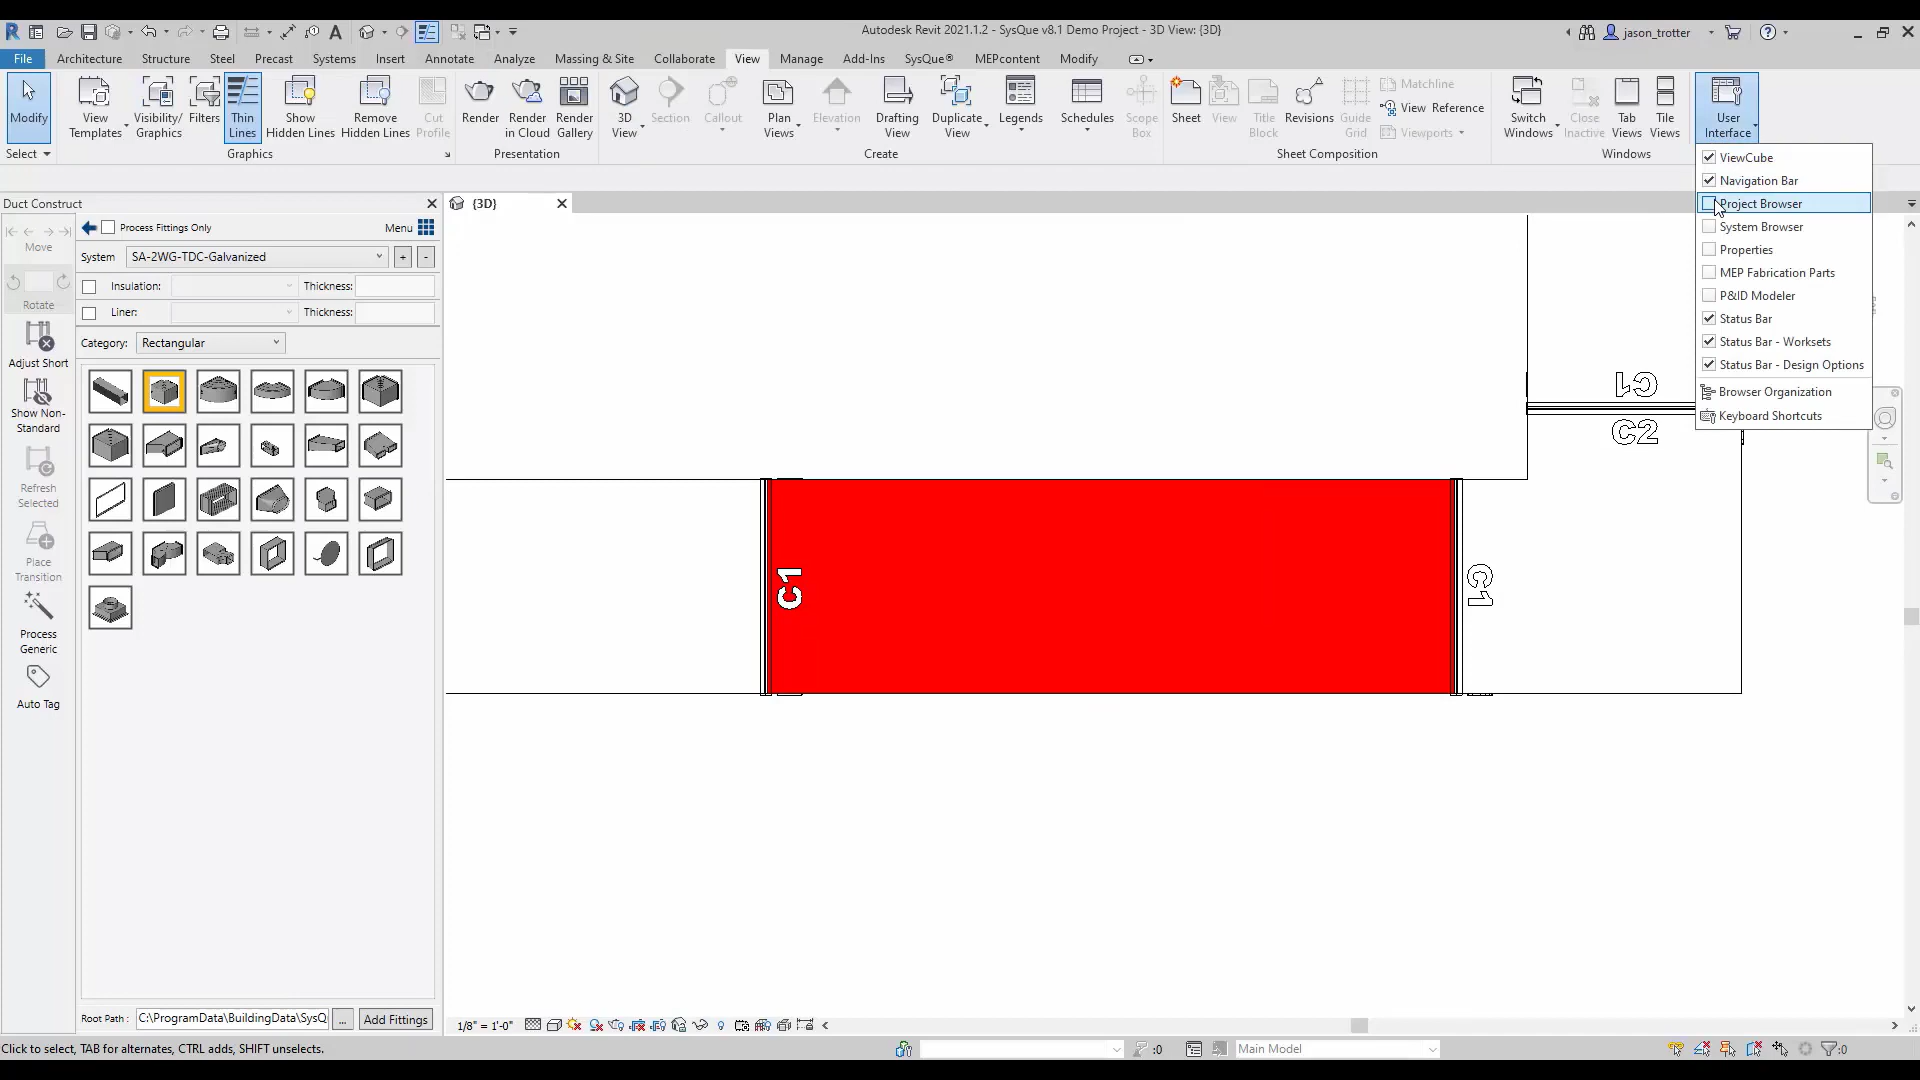 Autodesk Revit 2021.1.2 - SysQue v8.1 Demo Project - 3D View: {3D}
jason_trotter
File Architecture Structure Steel Precast Systems Insert Annotate Analyze Massing & Site Collaborate View Manage Add-Ins SysQue® MEPcontent Modify
Modify
View Templates
Visibility/ Graphics
Filters
Thin Lines
Show Hidden Lines
Remove Hidden Lines
Cut Profile
Render
Render in Cloud
Render Gallery
3D View
Section
Callout
Plan Views
Elevation
Drafting View
Duplicate View
Legends
Schedules
Scope Box
Sheet
View
Title Block
Revisions
Guide Grid
Matchline
View Reference
Viewports
Switch Windows
Close Inactive
Tab Views
Tile Views
User Interface
Select
Graphics
Presentation
Create
Sheet Composition
Windows
ViewCube
Navigation Bar
Project Browser
System Browser
Properties
MEP Fabrication Parts
P&ID Modeler
Status Bar
Status Bar - Worksets
Status Bar - Design Options
Browser Organization
Keyboard Shortcuts
Duct Construct
{3D}
Move
Rotate
Adjust Short
Show Non-Standard
Refresh Selected
Place Transition
Process Generic
Auto Tag
Process Fittings Only
Menu
System SA-2WG-TDC-Galvanized + -
Insulation: Thickness:
Liner: Thickness:
Category: Rectangular
Root Path : C:\ProgramData\BuildingData\SysQ ... Add Fittings
C1
C2
C1
C1
1/8" = 1'-0"
Click to select, TAB for alternates, CTRL adds, SHIFT unselects.
:0
Main Model
:0